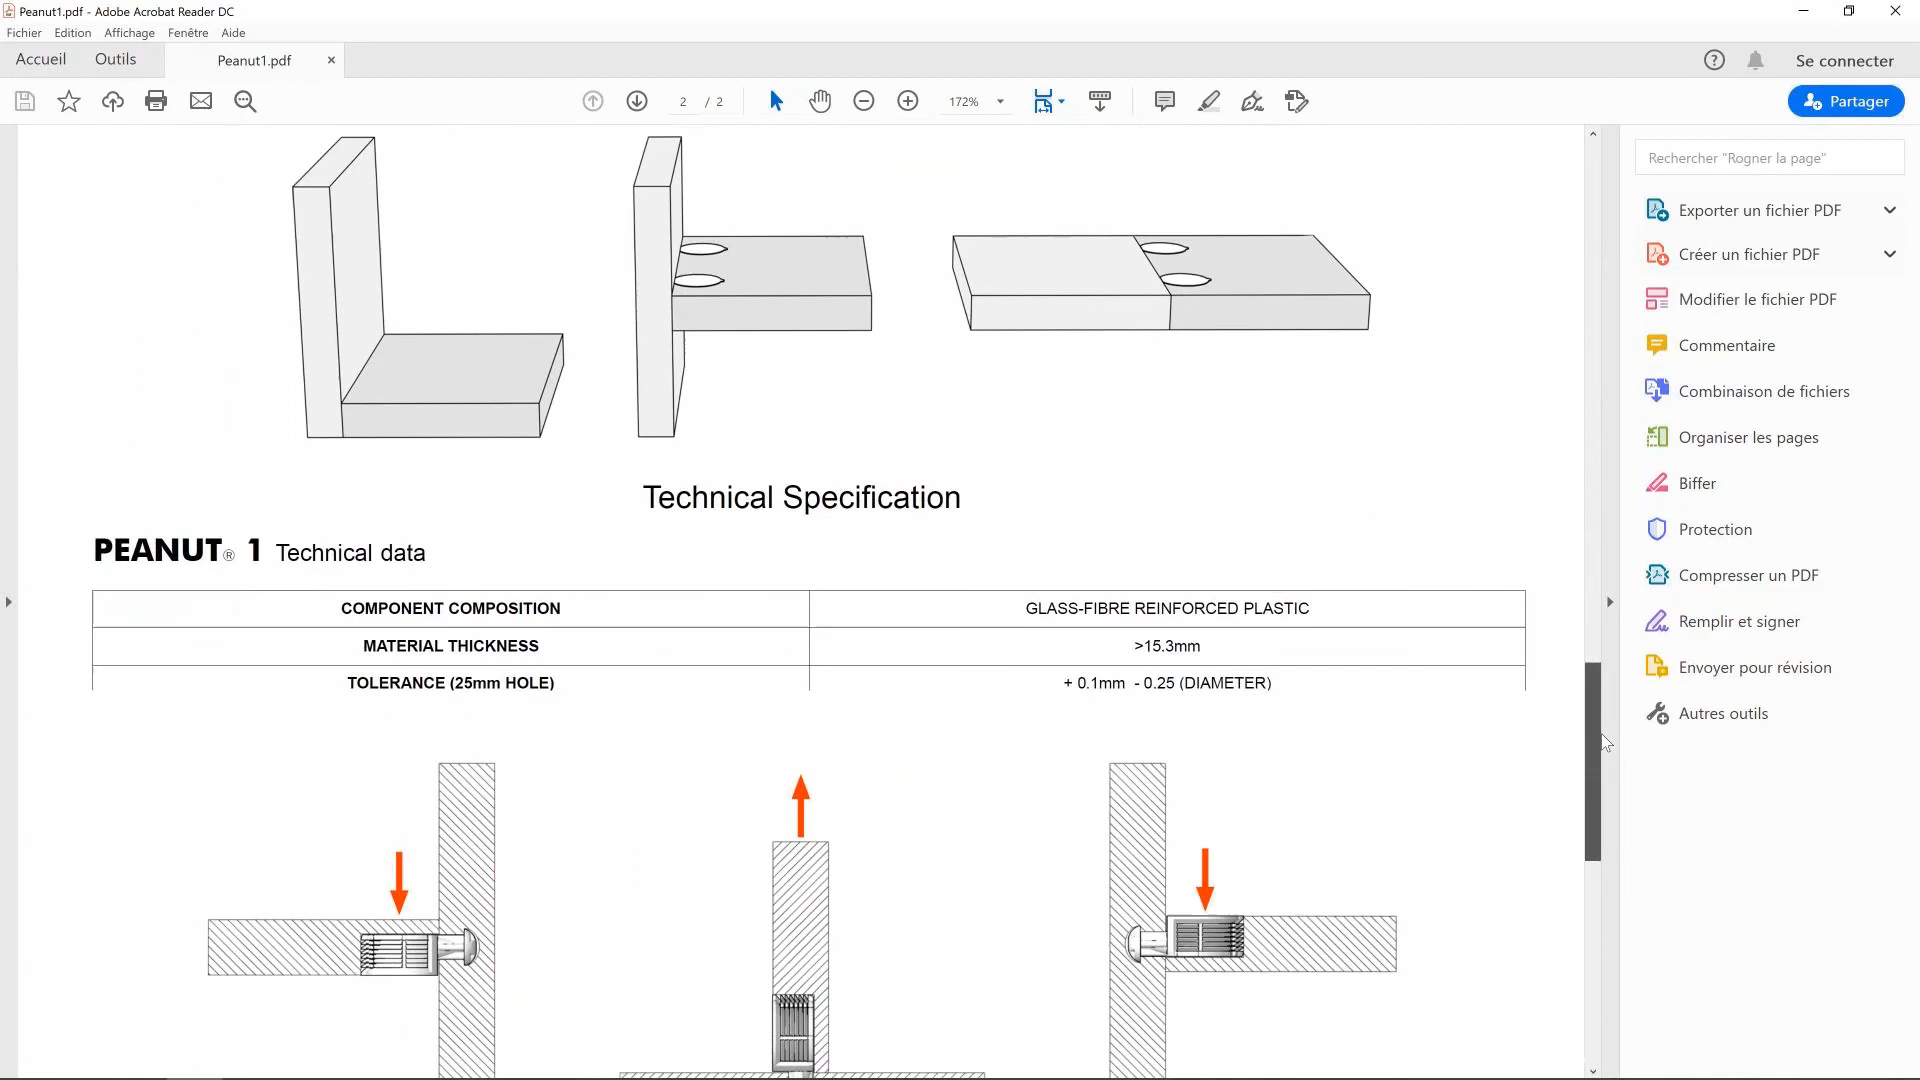 Peanut1.pdf - Adobe Acrobat Reader DC
Fichier Edition Affichage Fenêtre Aide
Accueil Outils Peanut1.pdf Se connecter
2 / 2 172% Partager
Rechercher "Rogner la page"
Exporter un fichier PDF
Créer un fichier PDF
Modifier le fichier PDF
Commentaire
Combinaison de fichiers
Organiser les pages
Biffer
Protection
Compresser un PDF
Remplir et signer
Envoyer pour révision
Autres outils
Technical Specification
PEANUT® 1 Technical data
COMPONENT COMPOSITION GLASS-FIBRE REINFORCED PLASTIC
MATERIAL THICKNESS >15.3mm
TOLERANCE (25mm HOLE) + 0.1mm - 0.25 (DIAMETER)